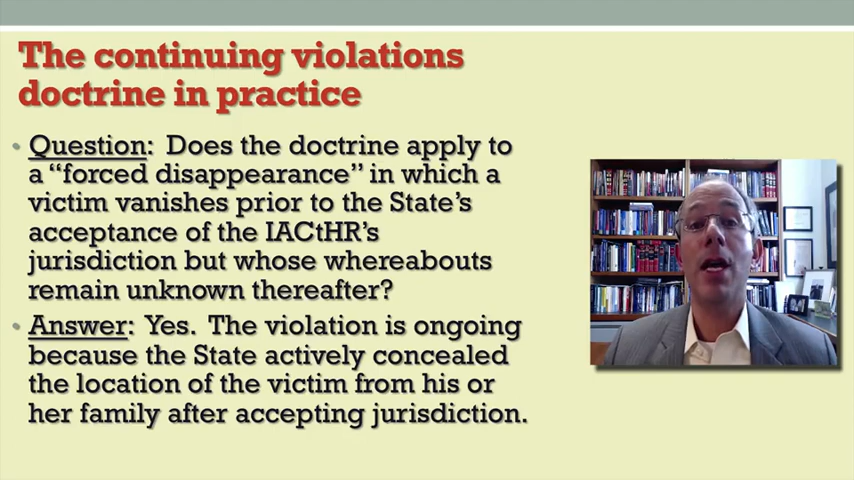 The continuing violations
doctrine in practice
• Question: Does the doctrine apply to
a “forced disappearance” in which a
victim vanishes prior to the State’s
acceptance of the IACtHR’s
jurisdiction but whose whereabouts
remain unknown thereafter?
• Answer: Yes. The violation is ongoing
because the State actively concealed
the location of the victim from his or
her family after accepting jurisdiction.